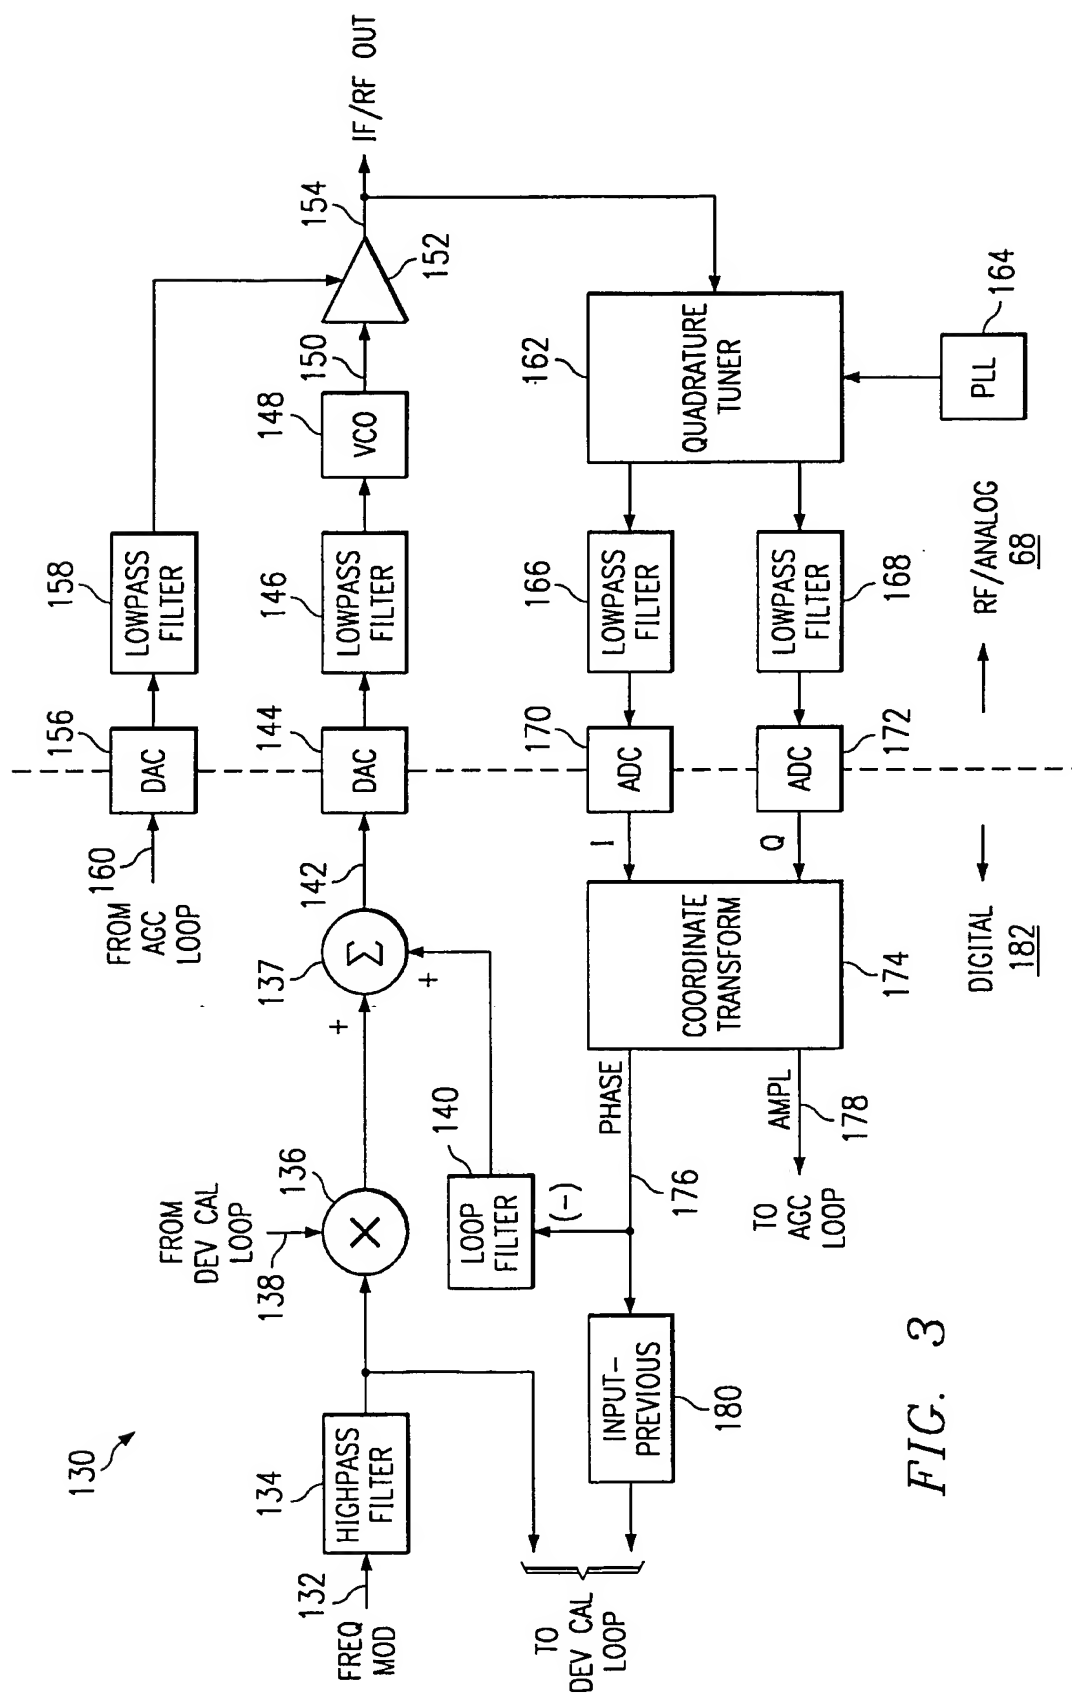 130
FREQ
MOD
132
134
HIGHPASS
FILTER
FROM
DEV CAL
LOOP
138
136
+
137
Σ
+
142
144
DAC
146
LOWPASS
FILTER
148
VCO
150
152
154
IF/RF OUT
FROM
AGC
LOOP
160
156
DAC
158
LOWPASS
FILTER
140
LOOP
FILTER
(-)
TO
DEV CAL
LOOP
INPUT-
PREVIOUS
180
176
PHASE
AMPL
178
TO
AGC
LOOP
COORDINATE
TRANSFORM
174
I
Q
170
ADC
ADC
172
166
LOWPASS
FILTER
LOWPASS
FILTER
168
162
QUADRATURE
TUNER
PLL
164
DIGITAL
182
RF/ANALOG
68
FIG. 3